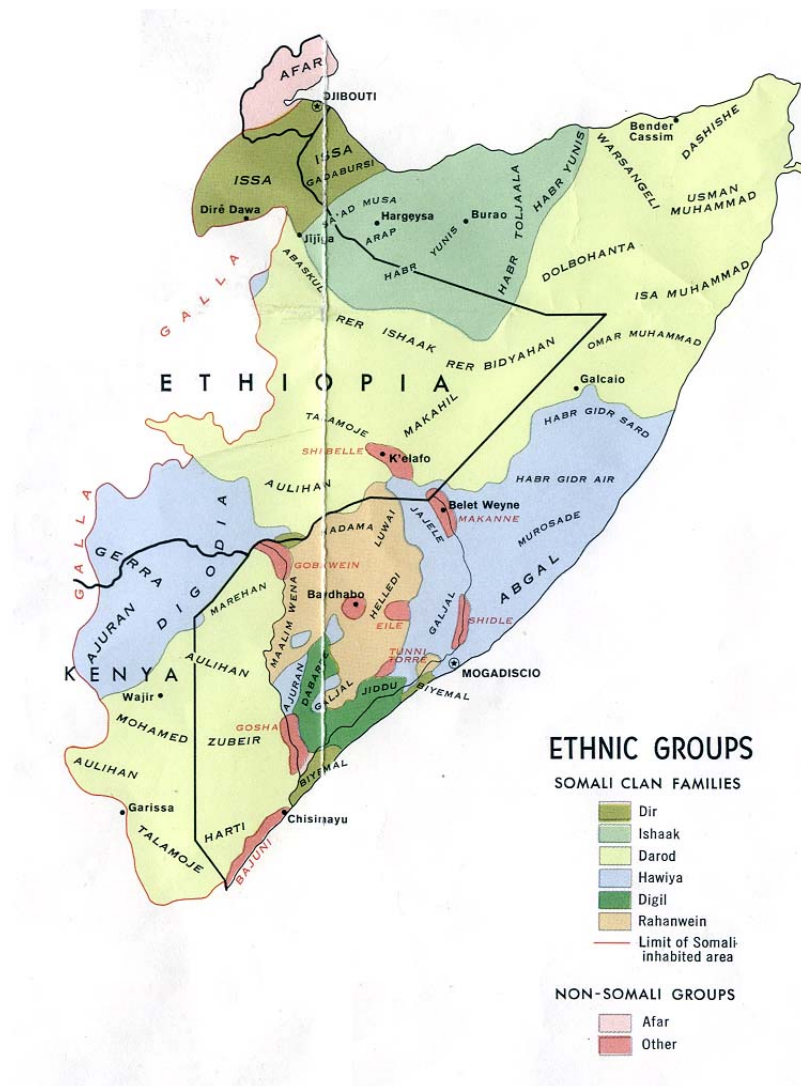 AFAR
DJIBOUTI
ISSA
GADABURSI
ISSA
Diré Dawa
Jijiga
SA'AD MUSA
Hargeysa
ARAP
Burao
HABR YUNIS
HABR TOLJAALA
HABR YUNIS
Bender
Cassim
DASHISHE
WARSANGELI
USMAN
MUHAMMAD
DOLBOHANTA
ISA MUHAMMAD
OMAR MUHAMMAD
Galcaio
ABASKUL
GALLA
RER ISHAAK
RER BIDYAHAN
ETHIOPIA
TALAMOJE
MAKAHIL
SHIBELLE
K'elafo
AULIHAN
HABR GIDR SARD
HABR GIDR AIR
Belet Weyne
MAKANNE
JAJELE
MUROSADE
ABGAL
GALLA
GERRA
DIGODIA
AJURAN
HADAMA
LUWAI
GOBAWEIN
MAREHAN
MAALIM WENA
Bardhabo
HELLEDI
EILE
GALJAL
SHIDLE
TUNNI
TORRE
MOGADISCIO
BIYEMAL
KENYA
AULIHAN
AJURAN
DABARRE
GALJAL
JIDDU
Wajir
MOHAMED
ZUBEIR
GOSHA
BIYEMAL
AULIHAN
Garissa
TALAMOJE
HARTI
Chisimayu
BAJUNI
ETHNIC GROUPS
SOMALI CLAN FAMILIES
Dir
Ishaak
Darod
Hawiya
Digil
Rahanwein
Limit of Somali-
inhabited area
NON-SOMALI GROUPS
Afar
Other